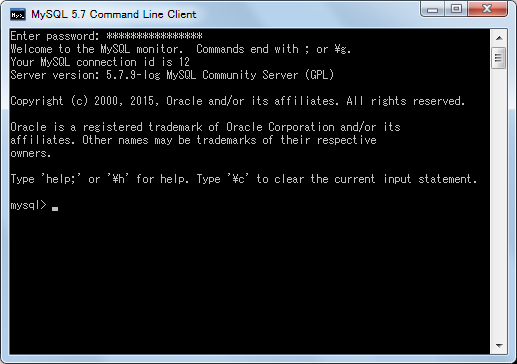 MySQL 5.7 Command Line Client
Enter password: ****************
Welcome to the MySQL monitor.  Commands end with ; or ¥g.
Your MySQL connection id is 12
Server version: 5.7.9-log MySQL Community Server (GPL)
Copyright (c) 2000, 2015, Oracle and/or its affiliates. All rights reserved.
Oracle is a registered trademark of Oracle Corporation and/or its
affiliates. Other names may be trademarks of their respective
owners.
Type 'help;' or '¥h' for help. Type '¥c' to clear the current input statement.
mysql> _